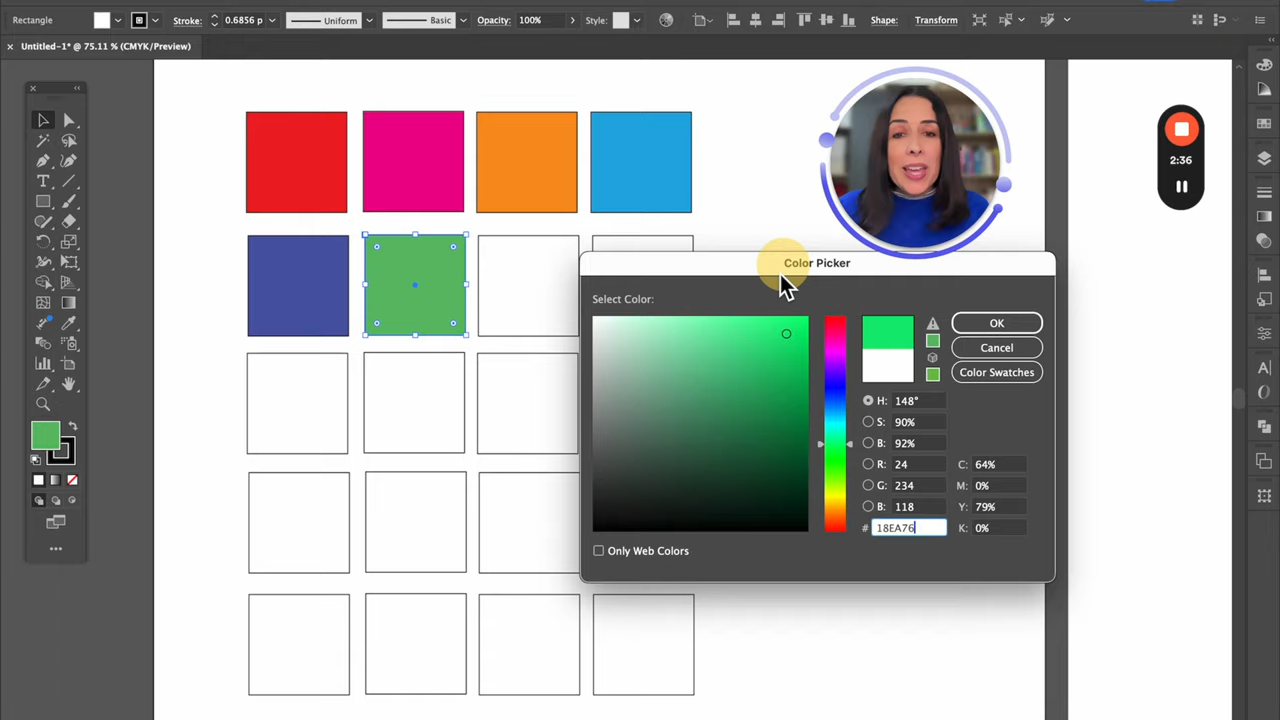 Rectangle Stroke: 0.6856 p Uniform Basic Opacity: 100% Style: Shape: Transform
Untitled-1* @ 75.11 % (CMYK/Preview)
2:36
Color Picker
Select Color:
OK
Cancel
Color Swatches
H: 148°
S: 90%
B: 92%
R: 24 C: 64%
G: 234 M: 0%
B: 118 Y: 79%
# 18EA76 K: 0%
Only Web Colors